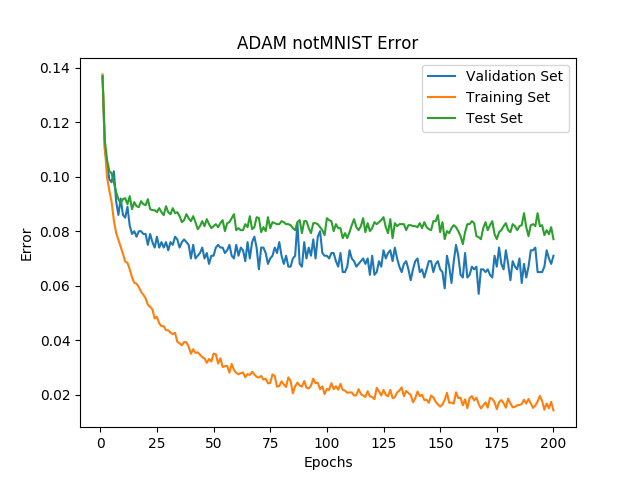 ADAM notMNIST Error
0.14
0.12
0.10
0.08
0.06
0.04
0.02
Error
Validation Set
Training Set
Test Set
0 25 50 75 100 125 150 175 200
Epochs